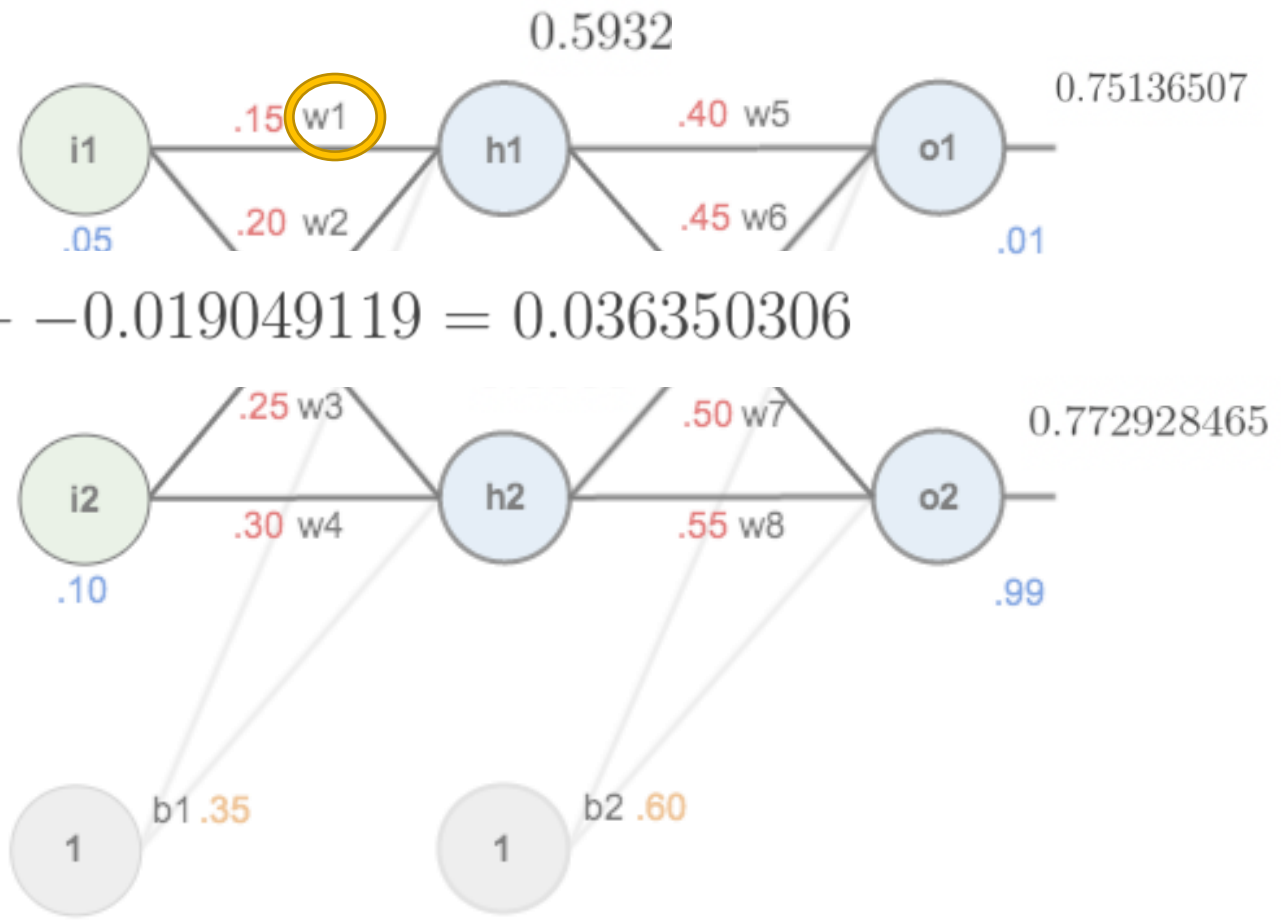 0.5932
.15 w1
.40 w5
0.75136507
i1
h1
o1
.20 w2
.45 w6
.05
.01
−0.019049119 = 0.036350306
.25 w3
.50 w7
0.772928465
i2
h2
o2
.30 w4
.55 w8
.10
.99
b1 .35
b2 .60
1
1